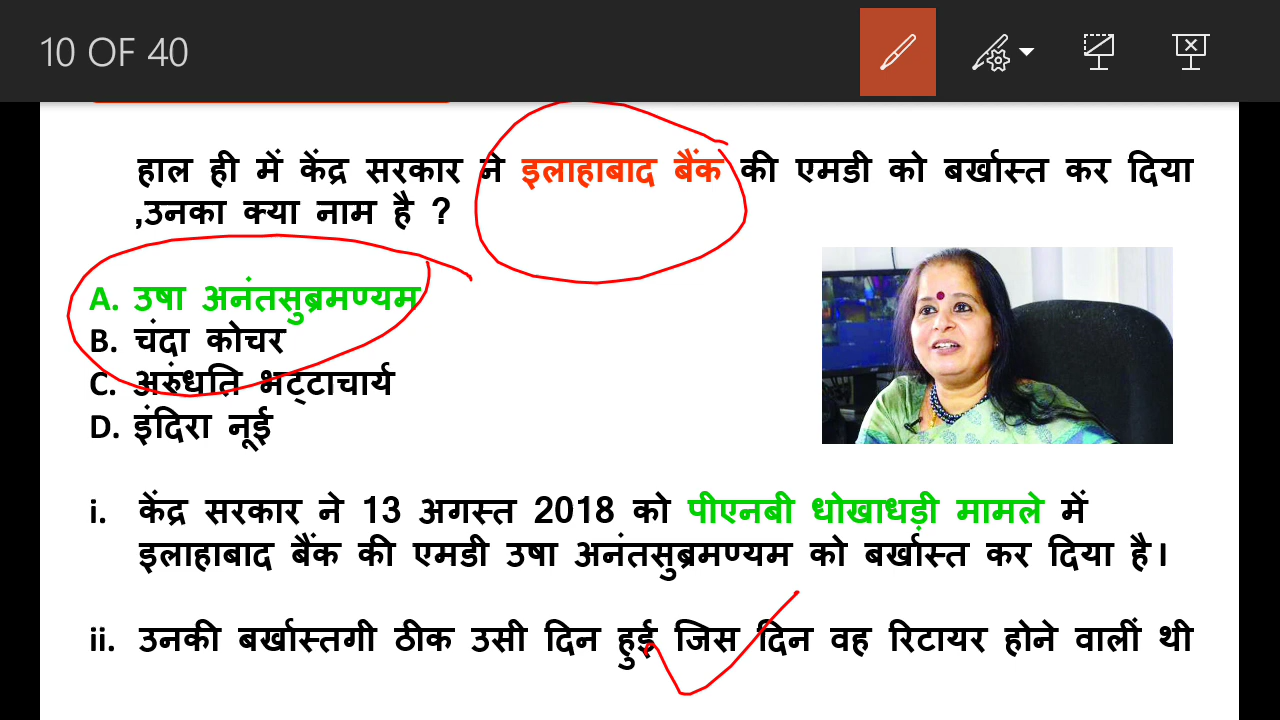 10 OF 40
हाल ही में केंद्र सरकार ने इलाहाबाद बैंक की एमडी को बर्खास्त कर दिया
,उनका क्या नाम है ?
A. उषा अनंतसुब्रमण्यम
B. चंदा कोचर
C. अरुंधति भट्टाचार्य
D. इंदिरा नूई
i. केंद्र सरकार ने 13 अगस्त 2018 को पीएनबी धोखाधड़ी मामले में
इलाहाबाद बैंक की एमडी उषा अनंतसुब्रमण्यम को बर्खास्त कर दिया है।
ii. उनकी बर्खास्तगी ठीक उसी दिन हुई जिस दिन वह रिटायर होने वालीं थी